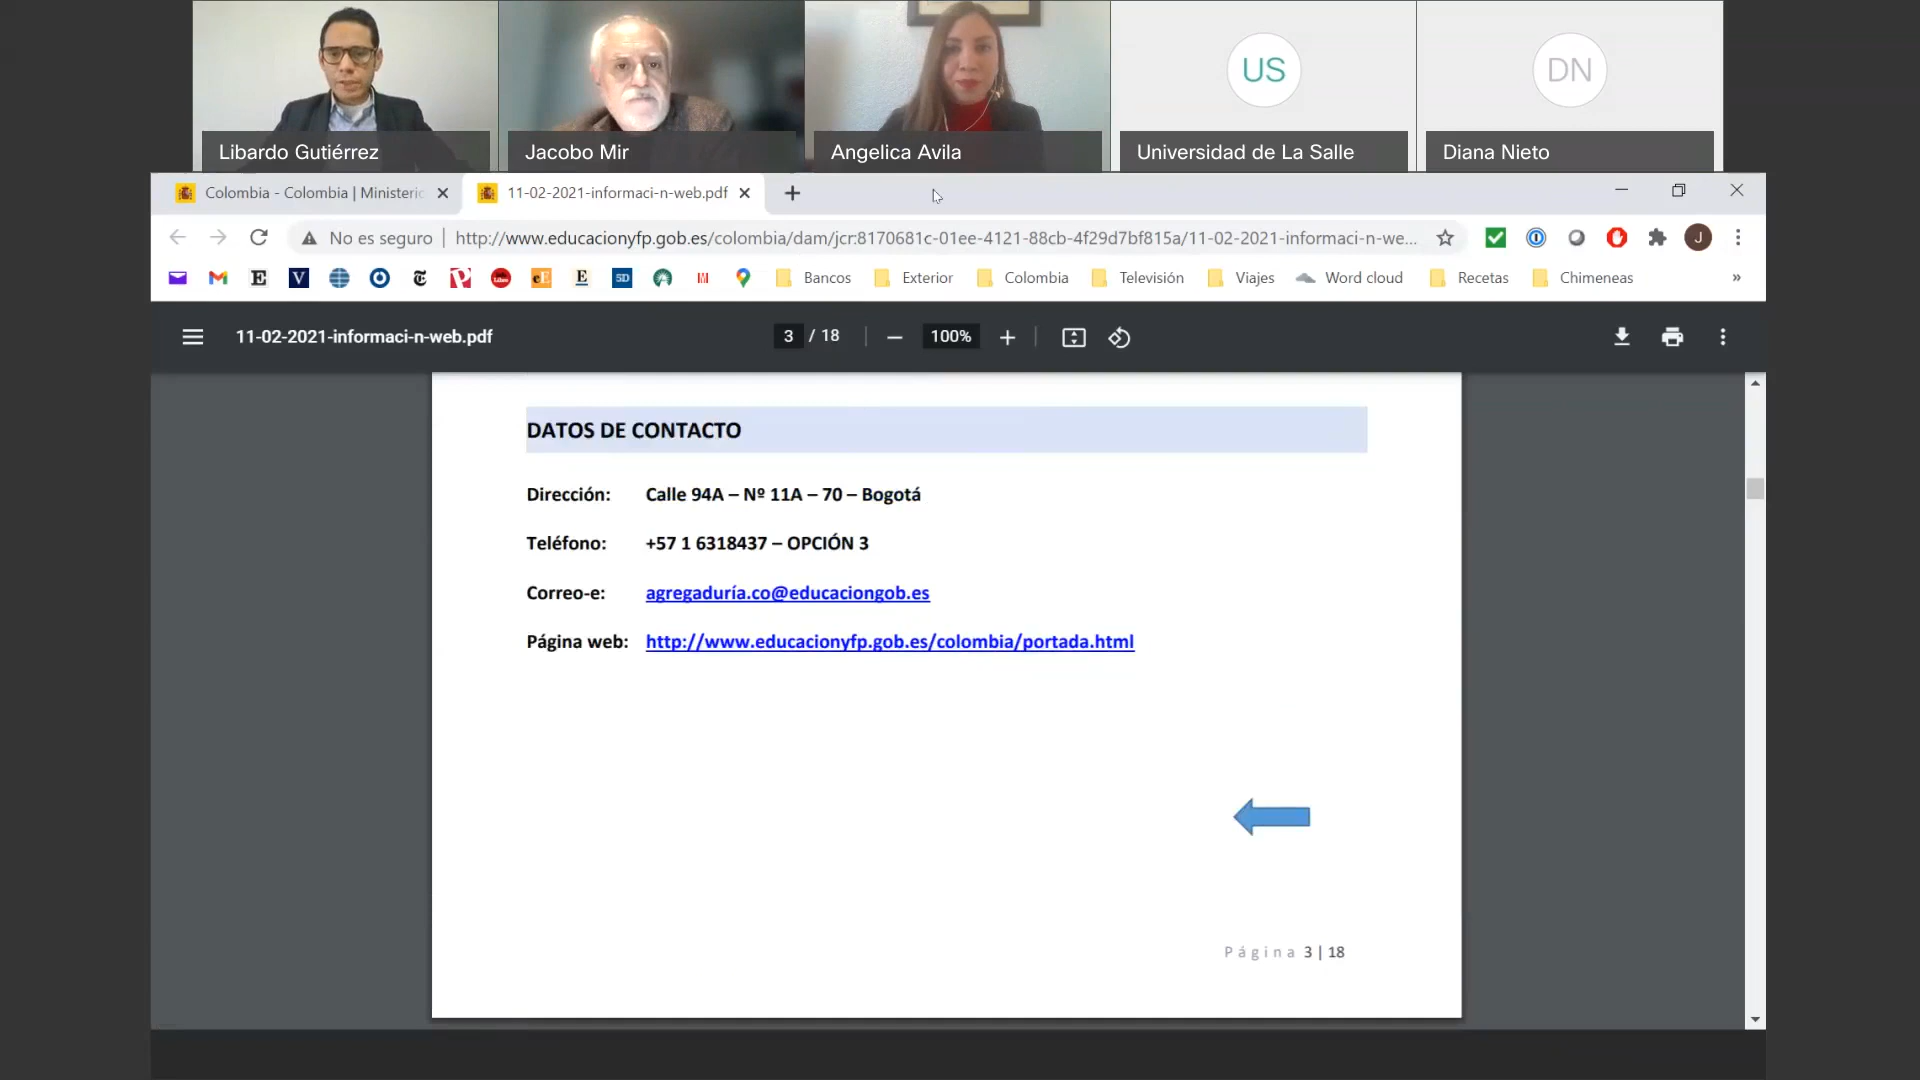 Libardo Gutiérrez
Jacobo Mir
Angelica Avila
US
Universidad de La Salle
DN
Diana Nieto
Colombia - Colombia | Ministerio
11-02-2021-informaci-n-web.pdf
No es seguro
http://www.educacionyfp.gob.es/colombia/dam/jcr:8170681c-01ee-4121-88cb-4f29d7bf815a/11-02-2021-informaci-n-we...
J
Bancos
Exterior
Colombia
Televisión
Viajes
Word cloud
Recetas
Chimeneas
»
11-02-2021-informaci-n-web.pdf
3 / 18
100%
DATOS DE CONTACTO
Dirección: Calle 94A – Nº 11A – 70 – Bogotá
Teléfono: +57 1 6318437 – OPCIÓN 3
Correo-e: agregaduría.co@educaciongob.es
Página web: http://www.educacionyfp.gob.es/colombia/portada.html
Página 3 | 18